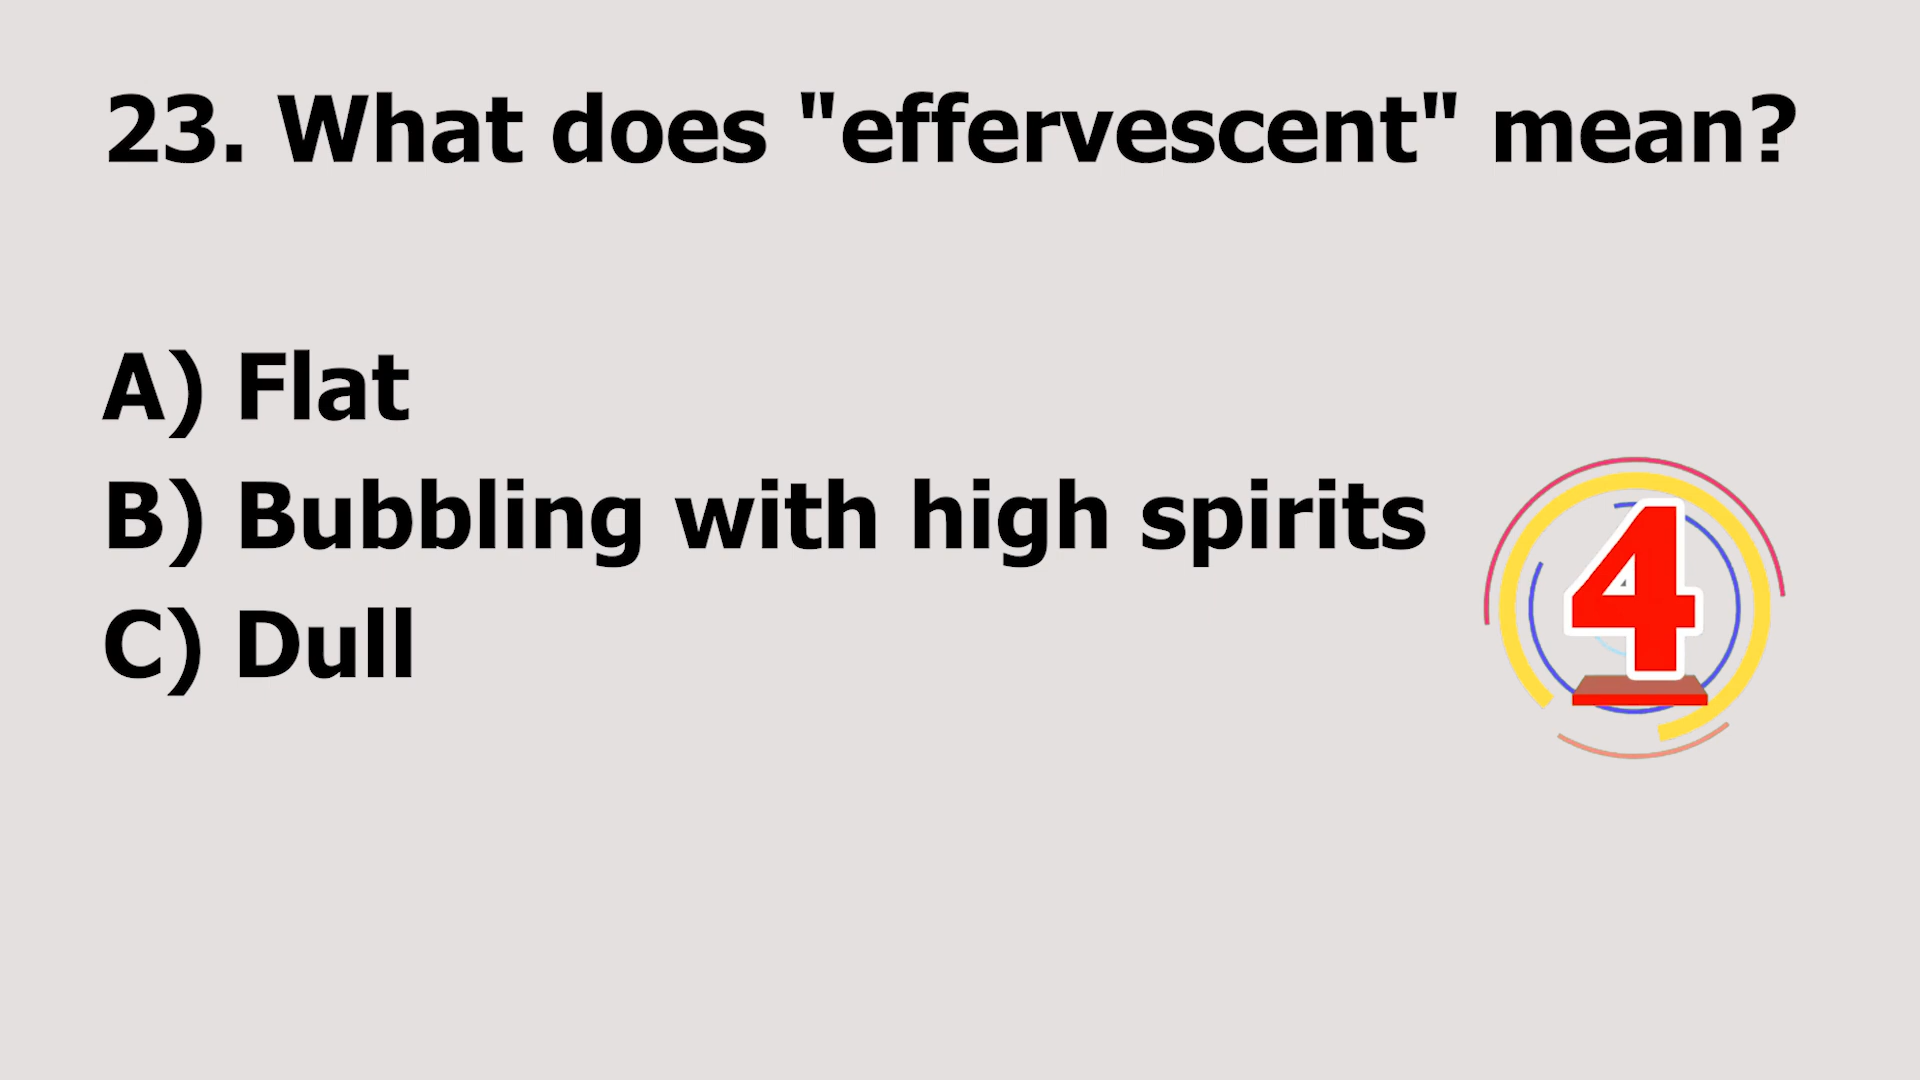 23. What does "effervescent" mean?
A) Flat
B) Bubbling with high spirits
C) Dull
4